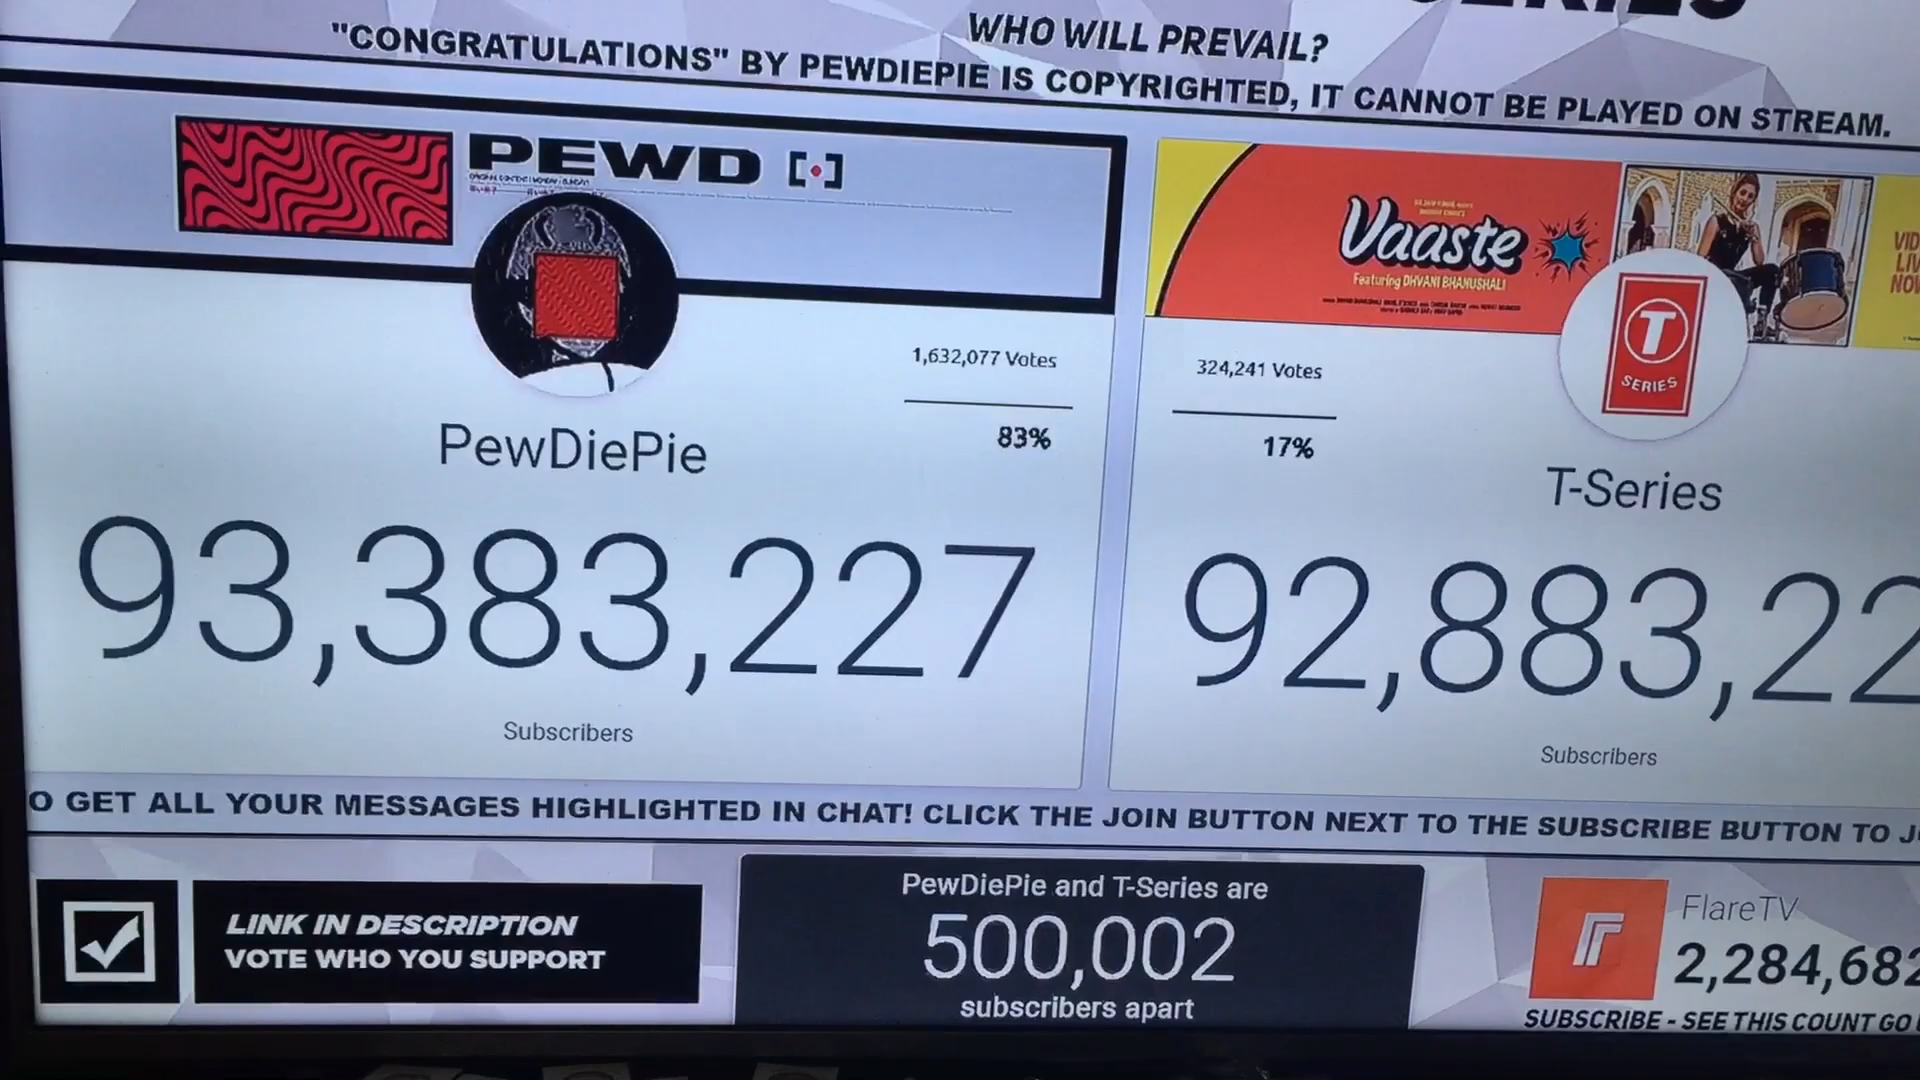 WHO WILL PREVAIL?
"CONGRATULATIONS" BY PEWDIEPIE IS COPYRIGHTED, IT CANNOT BE PLAYED ON STREAM.
PEWD [•]
Vaaste
Featuring DHVANI BHANUSHALI
VID
LIV
NOW
T
SERIES
1,632,077 Votes
83%
324,241 Votes
17%
PewDiePie
T-Series
93,383,227
92,883,22
Subscribers
Subscribers
O GET ALL YOUR MESSAGES HIGHLIGHTED IN CHAT! CLICK THE JOIN BUTTON NEXT TO THE SUBSCRIBE BUTTON TO J
LINK IN DESCRIPTION
VOTE WHO YOU SUPPORT
PewDiePie and T-Series are
500,002
subscribers apart
FlareTV
2,284,682
SUBSCRIBE - SEE THIS COUNT GO